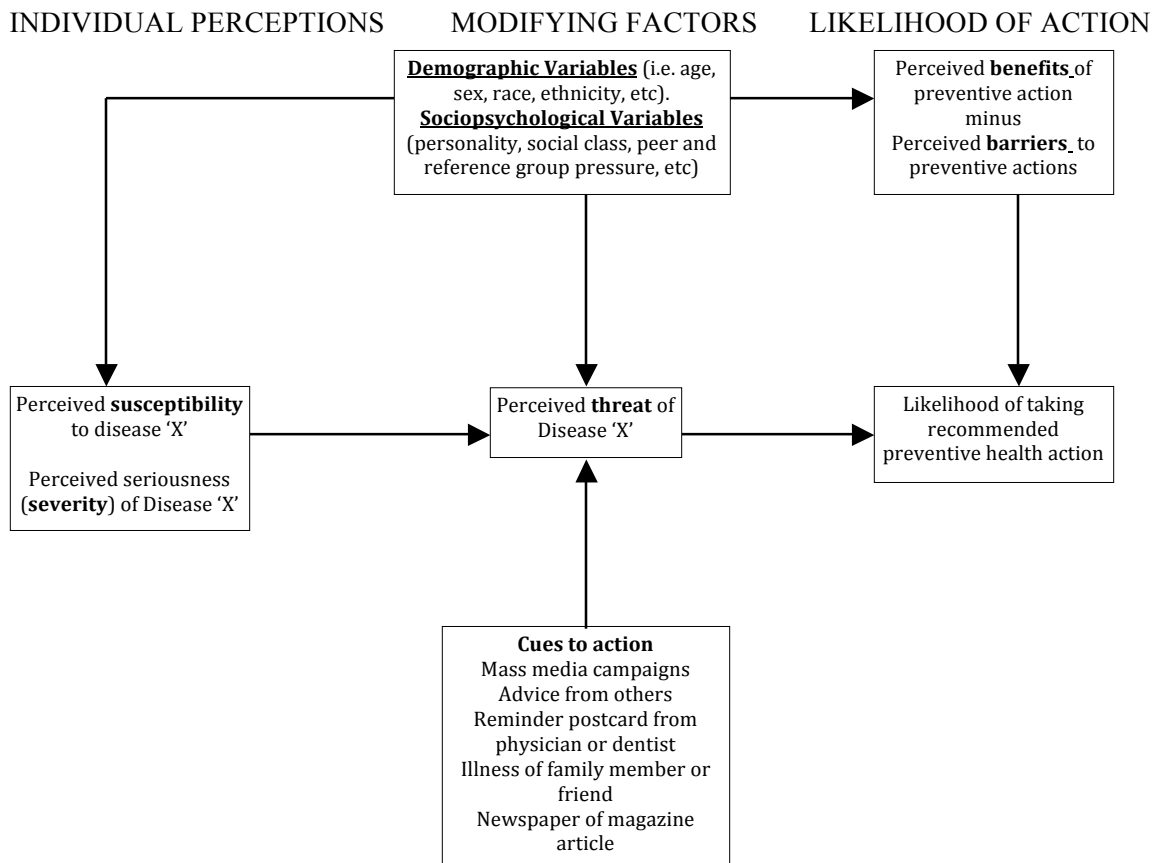 INDIVIDUAL PERCEPTIONS
MODIFYING FACTORS
LIKELIHOOD OF ACTION
Demographic Variables (i.e. age,
sex, race, ethnicity, etc).
Sociopsychological Variables
(personality, social class, peer and
reference group pressure, etc)
Perceived benefits of
preventive action
minus
Perceived barriers to
preventive actions
Perceived susceptibility
to disease ‘X’
Perceived seriousness
(severity) of Disease ‘X’
Perceived threat of
Disease ‘X’
Likelihood of taking
recommended
preventive health action
Cues to action
Mass media campaigns
Advice from others
Reminder postcard from
physician or dentist
Illness of family member or
friend
Newspaper of magazine
article